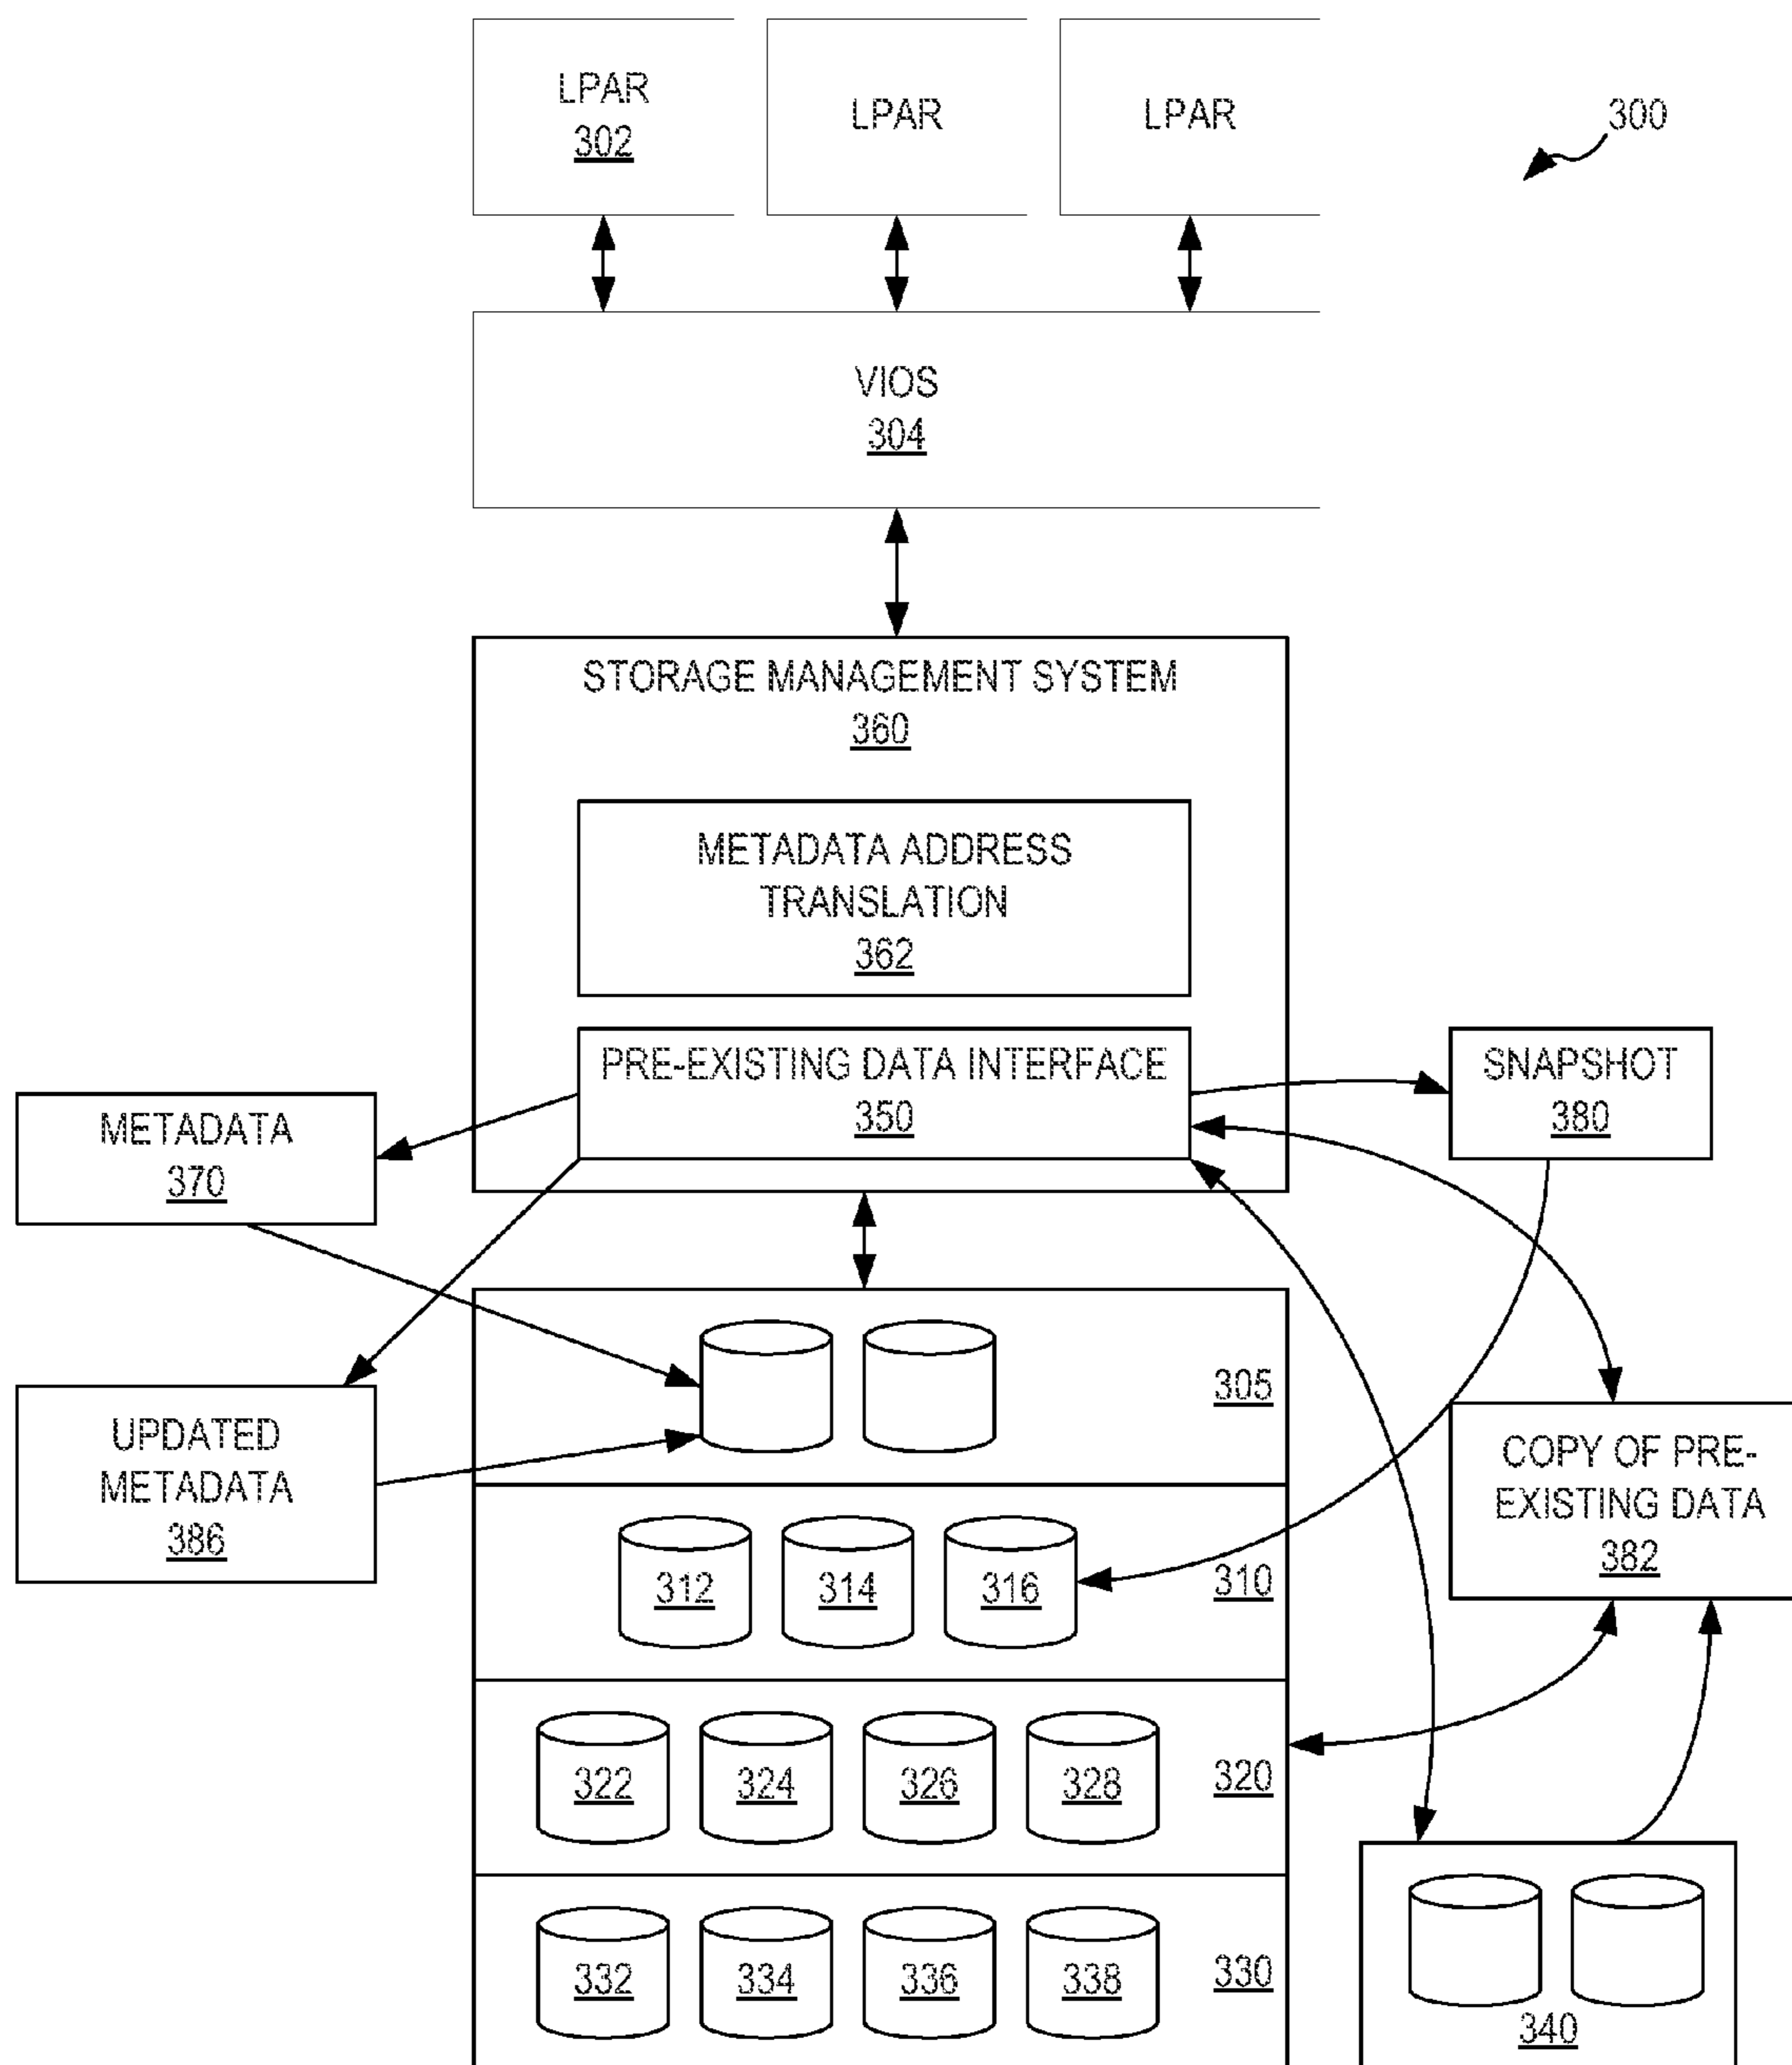 LPAR
302
LPAR
LPAR
300
VIOS
304
STORAGE MANAGEMENT SYSTEM
360
METADATA ADDRESS
TRANSLATION
362
PRE-EXISTING DATA INTERFACE
350
SNAPSHOT
380
METADATA
370
305
UPDATED
METADATA
386
COPY OF PRE-
EXISTING DATA
382
312
314
316
310
322
324
326
328
320
332
334
336
338
330
340